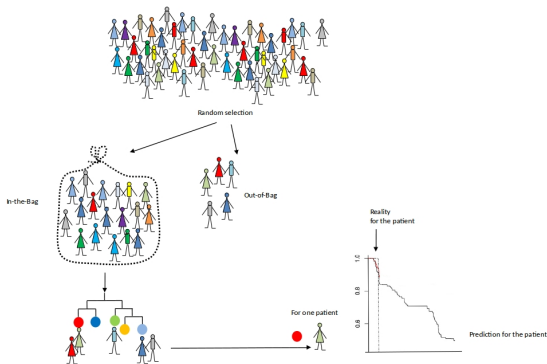 Random selection
In-the-Bag
Out-of-Bag
Reality
for the patient
For one patient
1.0
0.8
0.6
Prediction for the patient